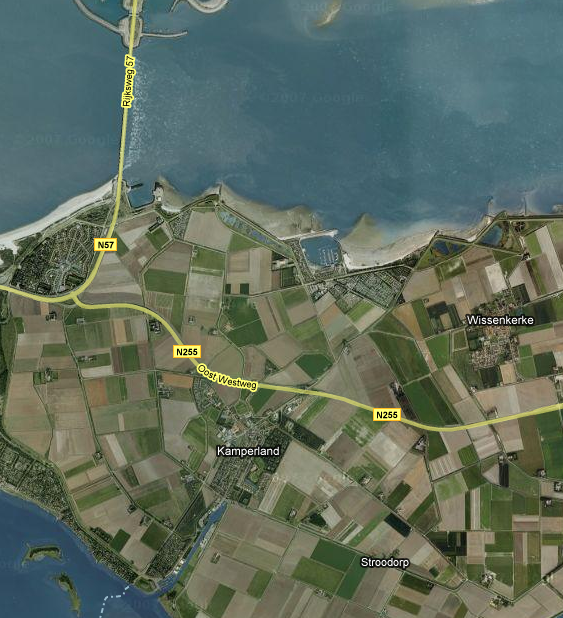 Rijksweg 57
N57
Wissenkerke
N255
Oost Westweg
N255
Kamperland
Stroodorp